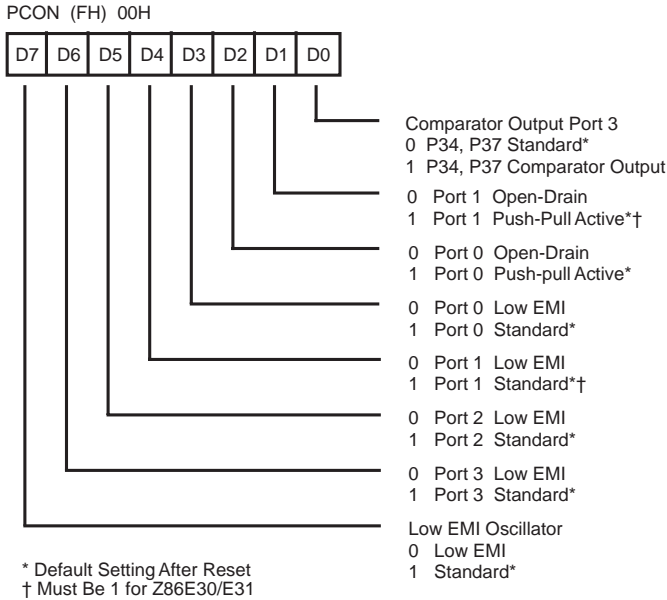 PCON (FH) 00H
D7 D6 D5 D4 D3 D2 D1 D0
Comparator Output Port 3
0 P34, P37 Standard*
1 P34, P37 Comparator Output
0 Port 1 Open-Drain
1 Port 1 Push-Pull Active*†
0 Port 0 Open-Drain
1 Port 0 Push-pull Active*
0 Port 0 Low EMI
1 Port 0 Standard*
0 Port 1 Low EMI
1 Port 1 Standard*†
0 Port 2 Low EMI
1 Port 2 Standard*
0 Port 3 Low EMI
1 Port 3 Standard*
Low EMI Oscillator
0 Low EMI
1 Standard*
* Default Setting After Reset
† Must Be 1 for Z86E30/E31